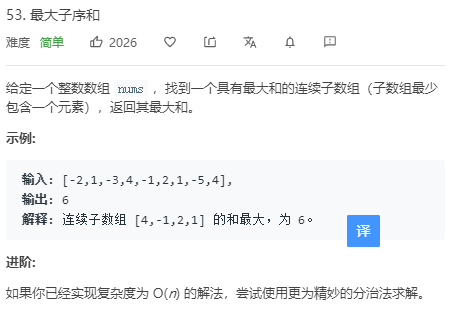 53. 最大子序和
难度 简单 2026
给定一个整数数组 nums ，找到一个具有最大和的连续子数组（子数组最少
包含一个元素），返回其最大和。
示例:
输入: [-2,1,-3,4,-1,2,1,-5,4],
输出: 6
解释: 连续子数组 [4,-1,2,1] 的和最大，为 6。
译
进阶:
如果你已经实现复杂度为 O(n) 的解法，尝试使用更为精妙的分治法求解。